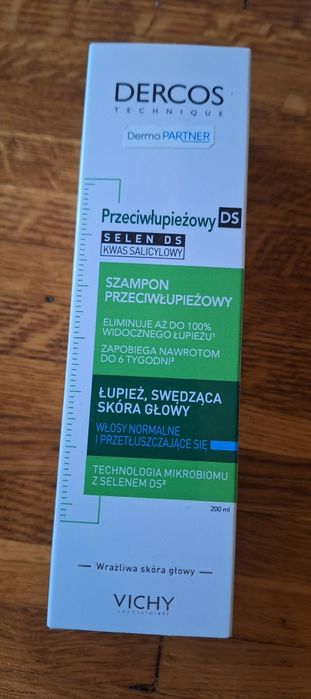 DERCOS
TECHNIQUE
DermoPARTNER
Przeciwłupieżowy DS
SELEN DS
KWAS SALICYLOWY
SZAMPON
PRZECIWŁUPIEŻOWY
ELIMINUJE AŻ DO 100%
WIDOCZNEGO ŁUPIEŻU¹
ZAPOBIEGA NAWROTOM
DO 6 TYGODNI³
ŁUPIEŻ, SWĘDZĄCA
SKÓRA GŁOWY
WŁOSY NORMALNE
I PRZETŁUSZCZAJĄCE SIĘ
TECHNOLOGIA MIKROBIOMU
Z SELENEM DS²
200 ml
Wrażliwa skóra głowy
VICHY
LABORATOIRES